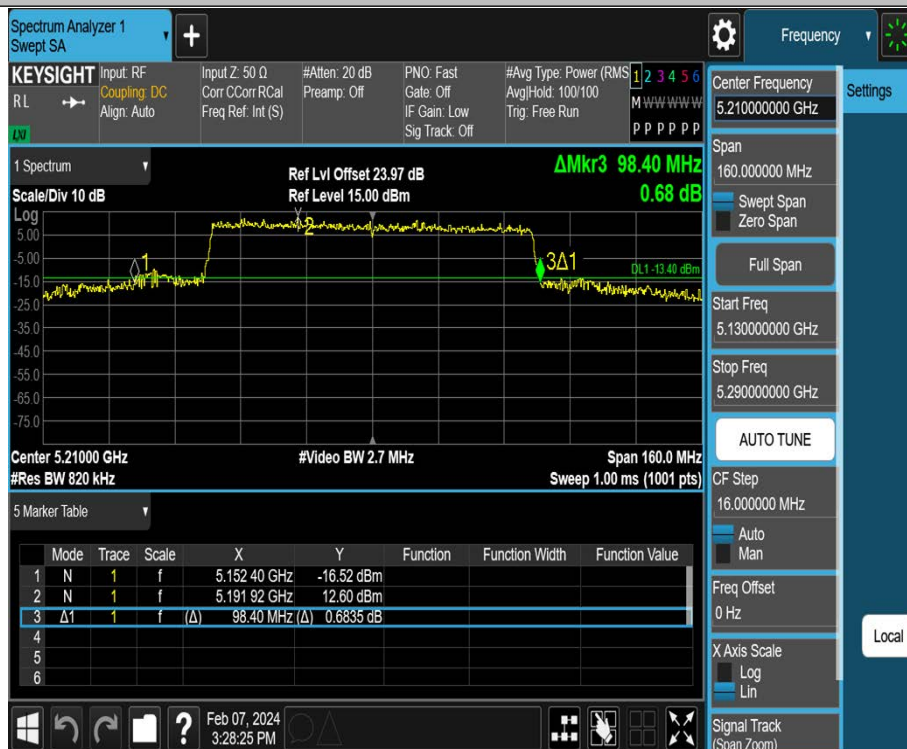 Spectrum Analyzer 1
Swept SA
+
Frequency
KEYSIGHT
RL
LXI
Input: RF
Coupling: DC
Align: Auto
Input Z: 50 Ω
Corr CCorr RCal
Freq Ref: Int (S)
#Atten: 20 dB
Preamp: Off
PNO: Fast
Gate: Off
IF Gain: Low
Sig Track: Off
#Avg Type: Power (RMS
Avg|Hold: 100/100
Trig: Free Run
1 2 3 4 5 6
M W W W W W
P P P P P P
1 Spectrum
Scale/Div 10 dB
Ref Lvl Offset 23.97 dB
Ref Level 15.00 dBm
ΔMkr3 98.40 MHz
0.68 dB
Log
5.00
-5.00
-15.0
-25.0
-35.0
-45.0
-55.0
-65.0
-75.0
1
2
3Δ1
DL1 -13.40 dBm
Center 5.21000 GHz
#Video BW 2.7 MHz
Span 160.0 MHz
#Res BW 820 kHz
Sweep 1.00 ms (1001 pts)
5 Marker Table
Mode Trace Scale X Y Function Function Width Function Value
1 N 1 f 5.152 40 GHz -16.52 dBm
2 N 1 f 5.191 92 GHz 12.60 dBm
3 Δ1 1 f (Δ) 98.40 MHz (Δ) 0.6835 dB
4
5
6
?
Feb 07, 2024
3:28:25 PM
Center Frequency
5.210000000 GHz
Settings
Span
160.000000 MHz
Swept Span
Zero Span
Full Span
Start Freq
5.130000000 GHz
Stop Freq
5.290000000 GHz
AUTO TUNE
CF Step
16.000000 MHz
Auto
Man
Freq Offset
0 Hz
Local
X Axis Scale
Log
Lin
Signal Track
(Span Zoom)